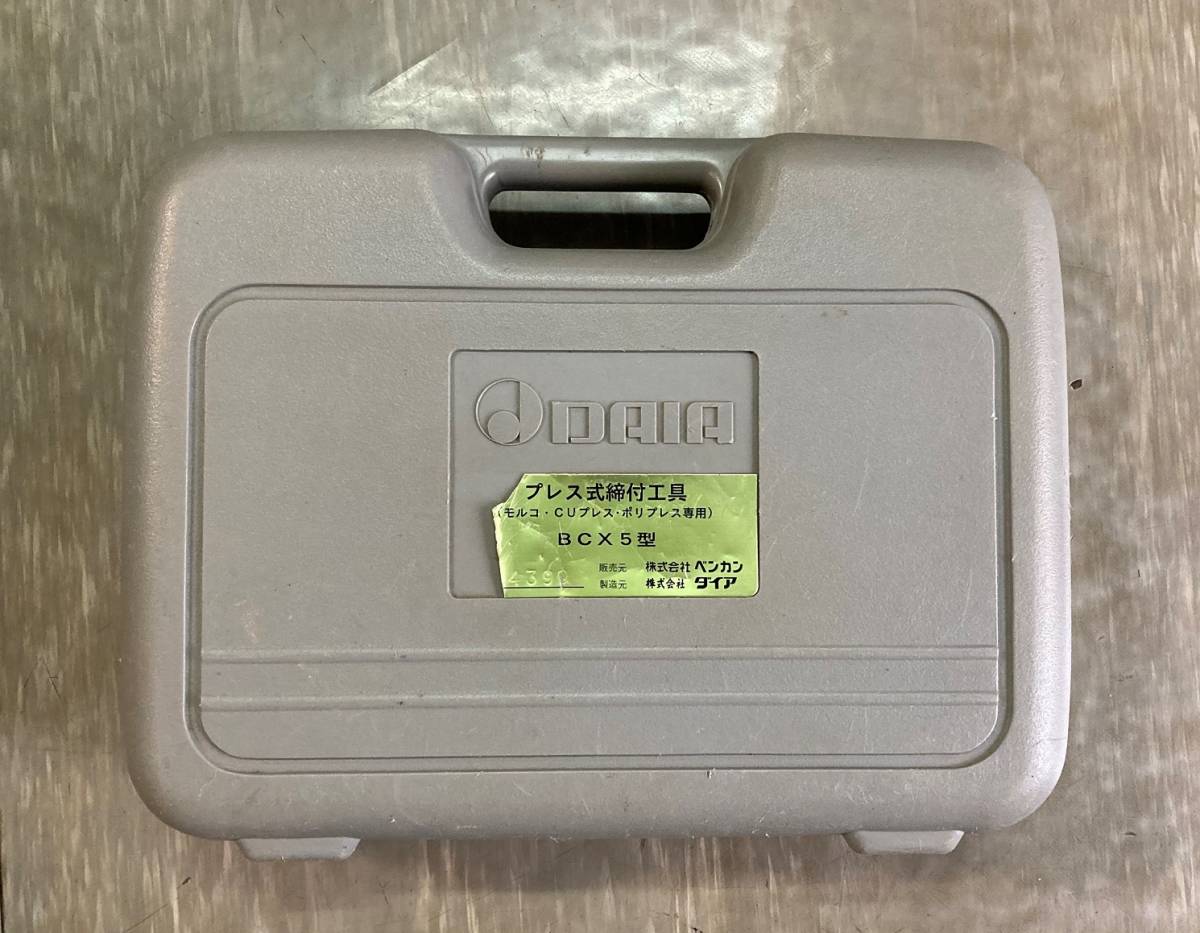 DAIA
プレス式締付工具
(モルコ・CUプレス・ポリプレス専用)
BCX5型
販売元 株式会社 ベンカン
439
製造元 株式会社 ダイア